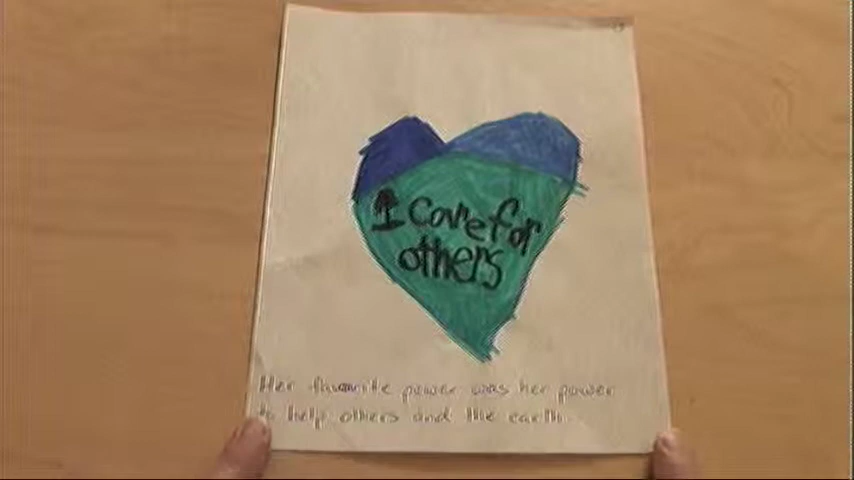 I care for
others
Her favorite power was her power
to help others and the earth.